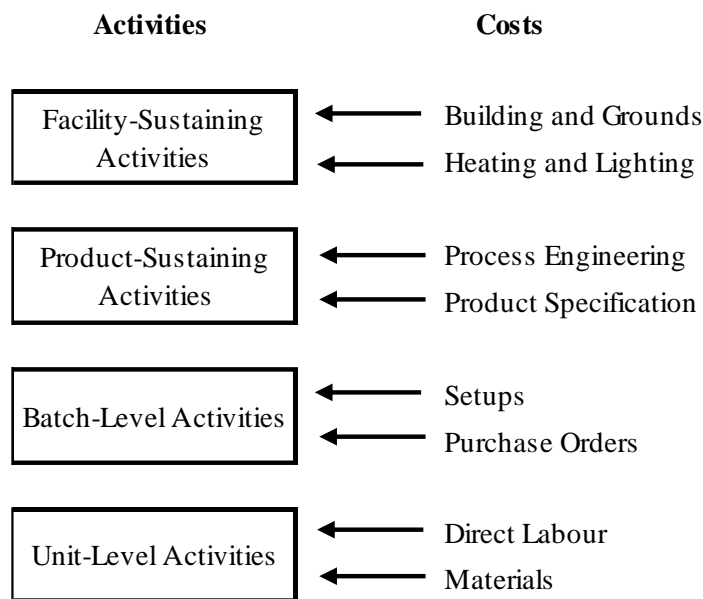 Activities Costs
Facility-Sustaining
Activities
Building and Grounds
Heating and Lighting
Product-Sustaining
Activities
Process Engineering
Product Specification
Batch-Level Activities
Setups
Purchase Orders
Unit-Level Activities
Direct Labour
Materials